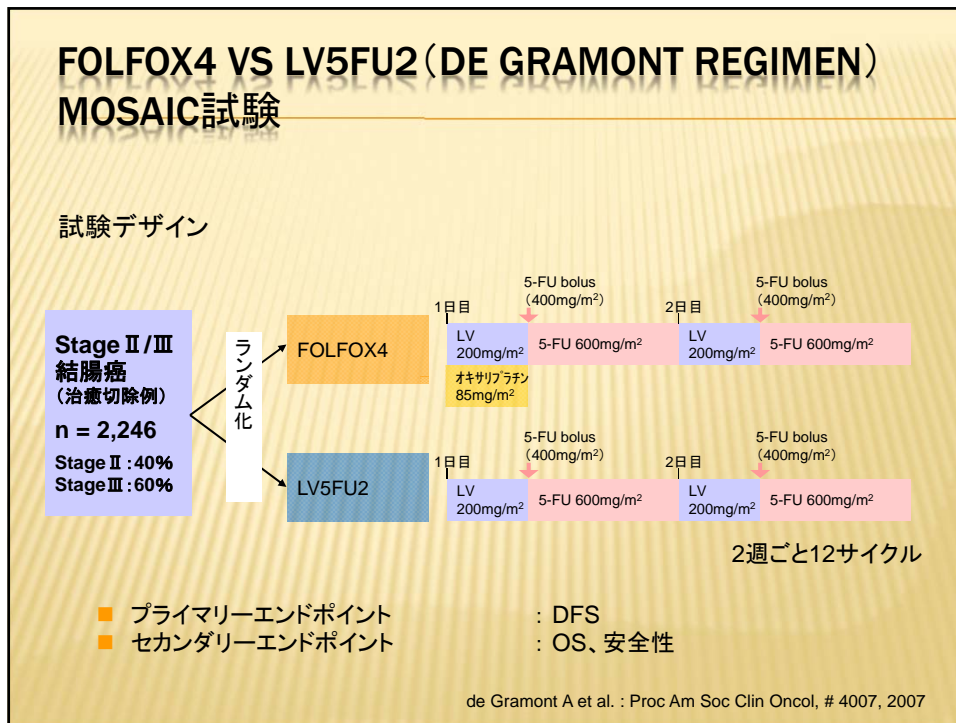 FOLFOX4 VS LV5FU2（DE GRAMONT REGIMEN）
MOSAIC試験
試験デザイン
StageⅡ/Ⅲ
結腸癌
（治癒切除例）
n = 2,246
StageⅡ:40%
StageⅢ:60%
ランダム化
FOLFOX4
1日目
5-FU bolus
（400mg/m²）
2日目
5-FU bolus
（400mg/m²）
LV
200mg/m²
5-FU 600mg/m²
LV
200mg/m²
5-FU 600mg/m²
オキサリプラチン
85mg/m²
LV5FU2
1日目
5-FU bolus
（400mg/m²）
2日目
5-FU bolus
（400mg/m²）
LV
200mg/m²
5-FU 600mg/m²
LV
200mg/m²
5-FU 600mg/m²
2週ごと12サイクル
プライマリーエンドポイント : DFS
セカンダリーエンドポイント : OS、安全性
de Gramont A et al. : Proc Am Soc Clin Oncol, # 4007, 2007